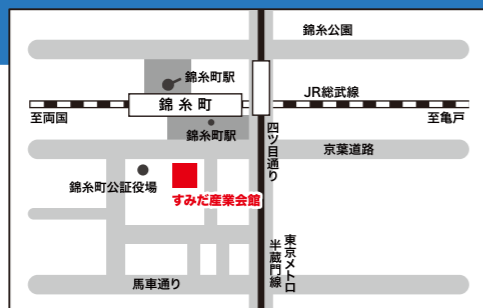 錦糸公園
錦糸町駅
JR総武線
錦糸町
至両国
至亀戸
錦糸町駅
四ツ目通り
京葉道路
錦糸町公証役場
すみだ産業会館
東京メトロ
半蔵門線
馬車通り